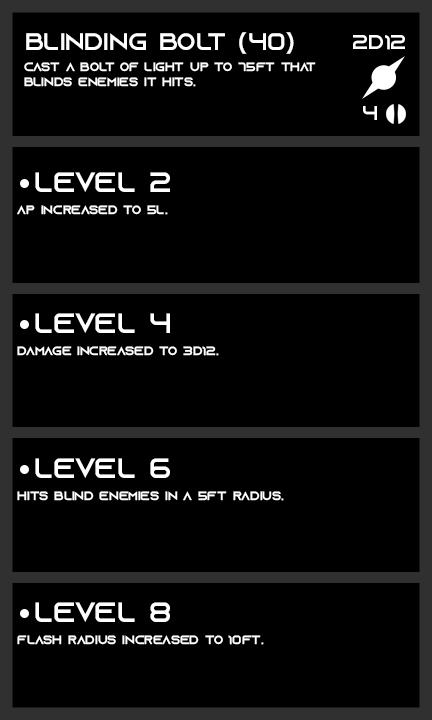 BLINDING BOLT (40)
2D12
CAST A BOLT OF LIGHT UP TO 75FT THAT
BLINDS ENEMIES IT HITS.
4
•LEVEL 2
AP INCREASED TO 5L.
•LEVEL 4
DAMAGE INCREASED TO 3D12.
•LEVEL 6
HITS BLIND ENEMIES IN A 5FT RADIUS.
•LEVEL 8
FLASH RADIUS INCREASED TO 10FT.